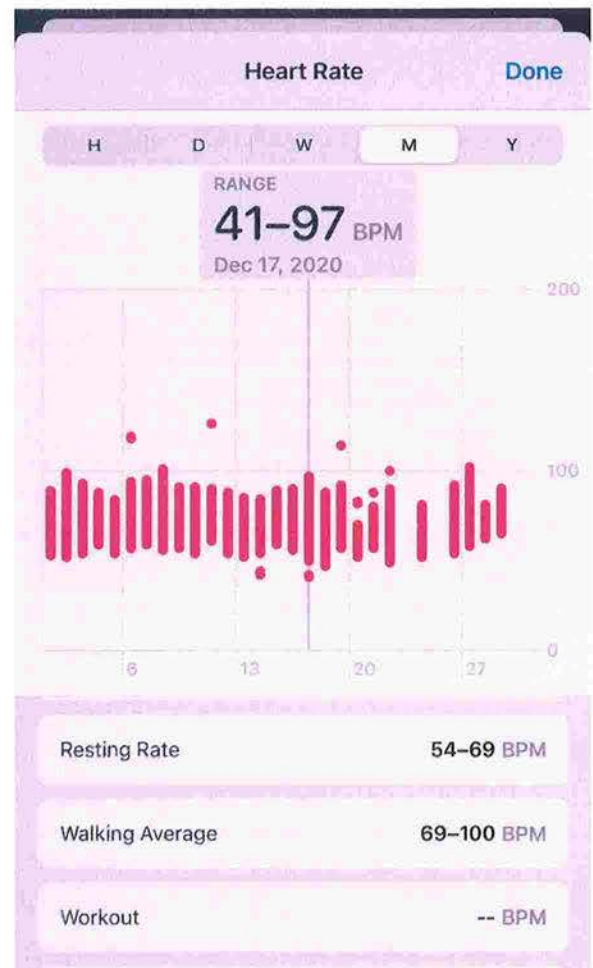 Heart Rate Done
H D W M Y
RANGE
41–97 BPM
Dec 17, 2020
200
100
0
6 13 20 27
Resting Rate 54–69 BPM
Walking Average 69–100 BPM
Workout -- BPM